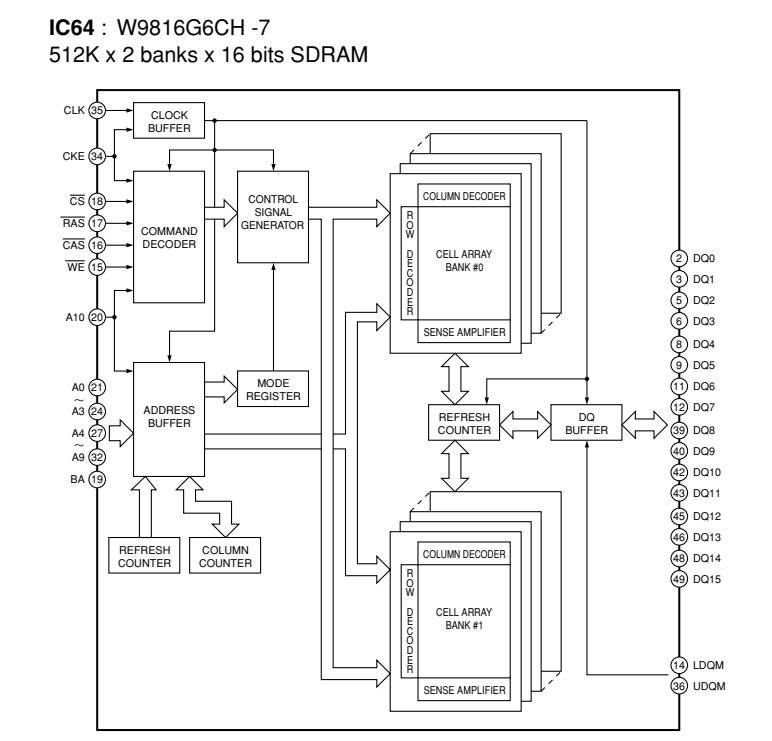 IC64 : W9816G6CH -7
512K x 2 banks x 16 bits SDRAM
CLK 35
CLOCK
BUFFER
CKE 34
CS 18
RAS 17
CAS 16
WE 15
A10 20
COMMAND
DECODER
CONTROL
SIGNAL
GENERATOR
COLUMN DECODER
ROW DECODER
CELL ARRAY
BANK #0
SENSE AMPLIFIER
A0 21
~
A3 24
A4 27
~
A9 32
BA 19
ADDRESS
BUFFER
MODE
REGISTER
REFRESH
COUNTER
DQ
BUFFER
2 DQ0
3 DQ1
5 DQ2
6 DQ3
8 DQ4
9 DQ5
11 DQ6
12 DQ7
39 DQ8
40 DQ9
42 DQ10
43 DQ11
45 DQ12
46 DQ13
48 DQ14
49 DQ15
REFRESH
COUNTER
COLUMN
COUNTER
COLUMN DECODER
ROW DECODER
CELL ARRAY
BANK #1
SENSE AMPLIFIER
14 LDQM
36 UDQM